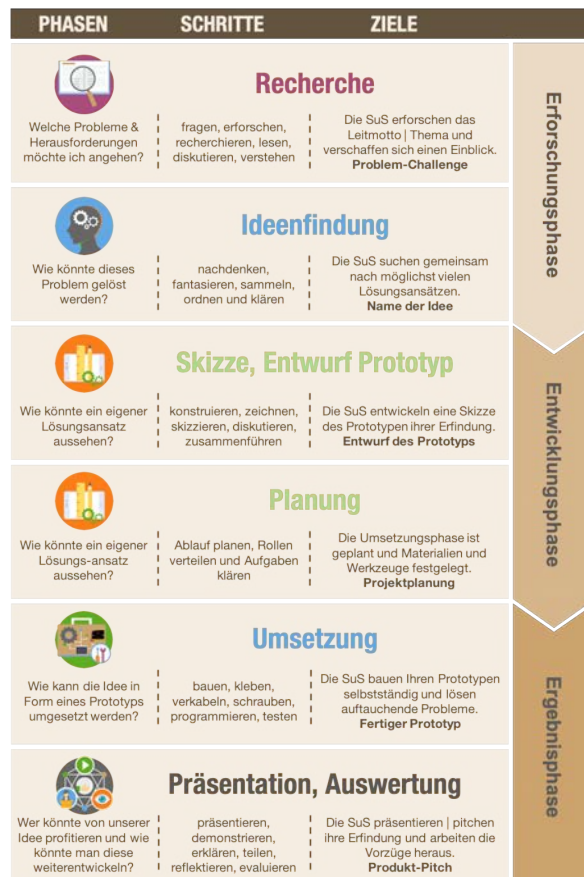 PHASEN SCHRITTE ZIELE
Recherche
Welche Probleme &
Herausforderungen
möchte ich angehen?
fragen, erforschen,
recherchieren, lesen,
diskutieren, verstehen
Die SuS erforschen das
Leitmotto | Thema und
verschaffen sich einen Einblick.
Problem-Challenge
Ideenfindung
Wie könnte dieses
Problem gelöst
werden?
nachdenken,
fantasieren, sammeln,
ordnen und klären
Die SuS suchen gemeinsam
nach möglichst vielen
Lösungsansätzen.
Name der Idee
Erforschungsphase
Skizze, Entwurf Prototyp
Wie könnte ein eigener
Lösungsansatz
aussehen?
konstruieren, zeichnen,
skizzieren, diskutieren,
zusammenführen
Die SuS entwickeln eine Skizze
des Prototypen ihrer Erfindung.
Entwurf des Prototyps
Planung
Wie könnte ein eigener
Lösungs-ansatz
aussehen?
Ablauf planen, Rollen
verteilen und Aufgaben
klären
Die Umsetzungsphase ist
geplant und Materialien und
Werkzeuge festgelegt.
Projektplanung
Entwicklungsphase
Umsetzung
Wie kann die Idee in
Form eines Prototyps
umgesetzt werden?
bauen, kleben,
verkabeln, schrauben,
programmieren, testen
Die SuS bauen Ihren Prototypen
selbstständig und lösen
auftauchende Probleme.
Fertiger Prototyp
Präsentation, Auswertung
Wer könnte von unserer
Idee profitieren und wie
könnte man diese
weiterentwickeln?
präsentieren,
demonstrieren,
erklären, teilen,
reflektieren, evaluieren
Die SuS präsentieren | pitchen
ihre Erfindung und arbeiten die
Vorzüge heraus.
Produkt-Pitch
Ergebnisphase